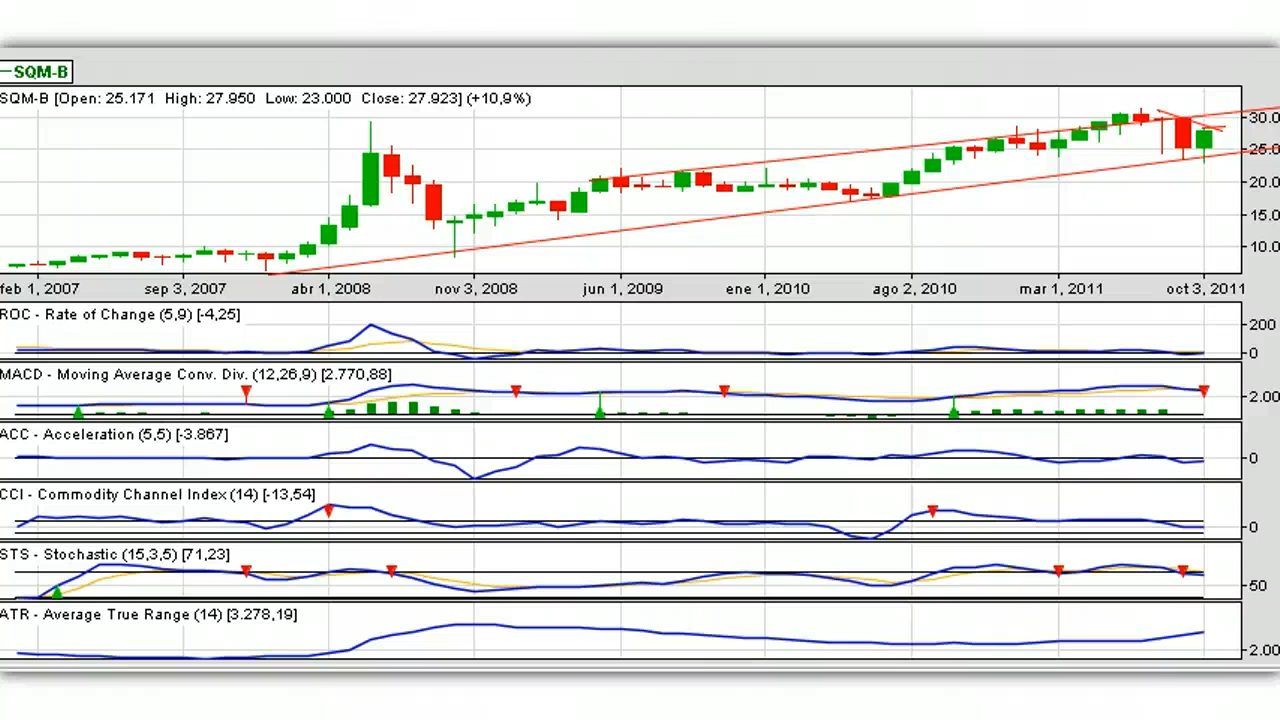 SQM-B
SQM-B [Open: 25.171 High: 27.950 Low: 23.000 Close: 27.923] (+10,9%)
30.0
25.0
20.0
15.0
10.0
feb 1, 2007 sep 3, 2007 abr 1, 2008 nov 3, 2008 jun 1, 2009 ene 1, 2010 ago 2, 2010 mar 1, 2011 oct 3, 2011
ROC - Rate of Change (5,9) [-4,25]
200
0
MACD - Moving Average Conv. Div. (12,26,9) [2.770,88]
2.00
ACC - Acceleration (5,5) [-3.867]
0
CCI - Commodity Channel Index (14) [-13,54]
0
STS - Stochastic (15,3,5) [71,23]
50
ATR - Average True Range (14) [3.278,19]
2.00